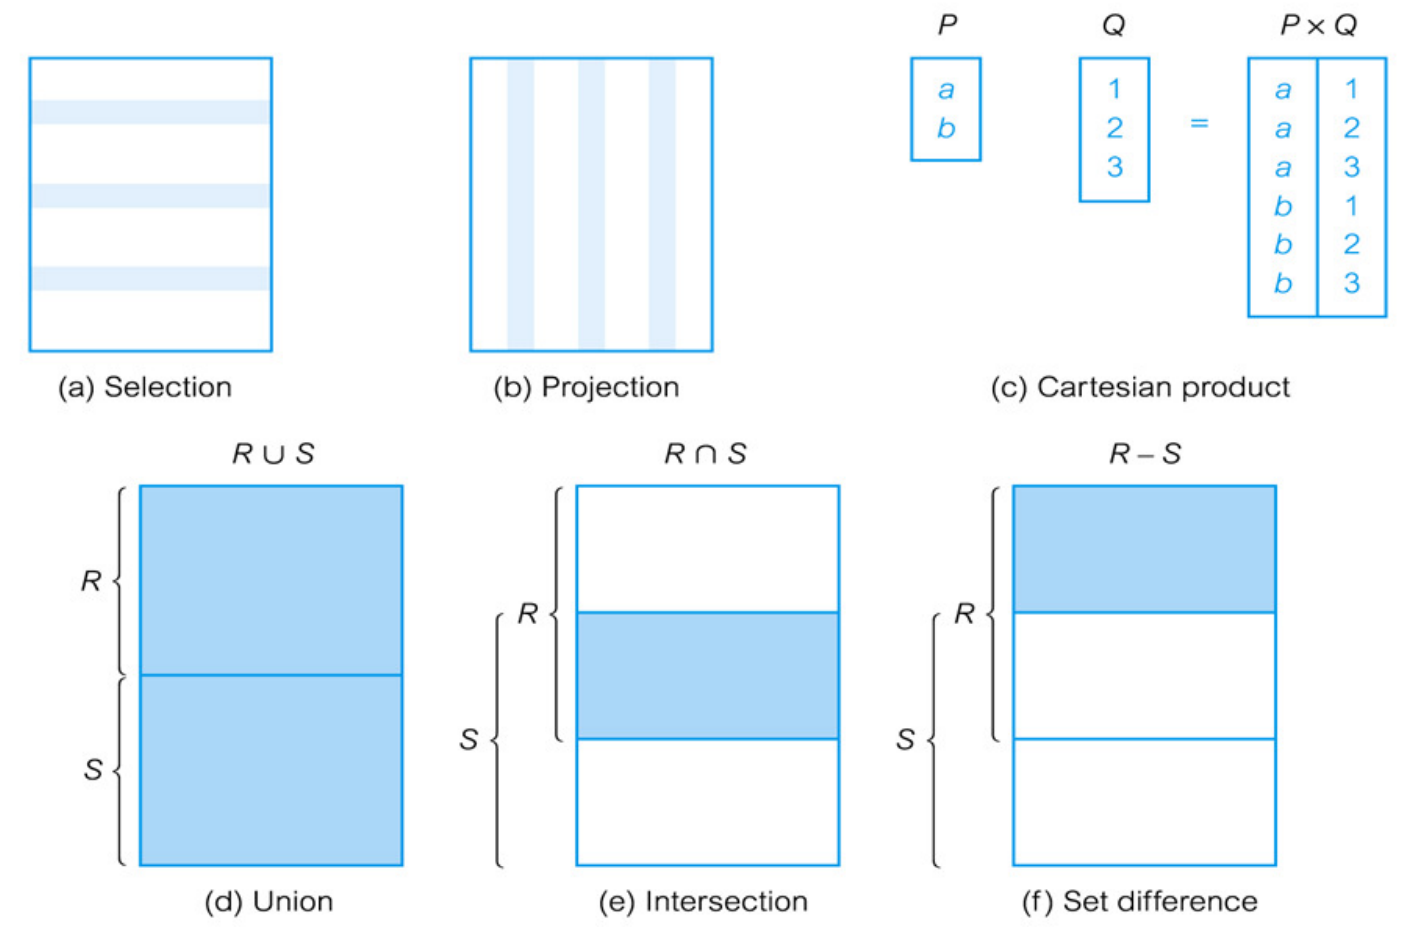 P Q P × Q
a 1 a 1
b 2 = a 2
3 a 3
b 1
b 2
b 3
(a) Selection (b) Projection (c) Cartesian product
R ∪ S R ∩ S R – S
R
S
R
S
R
S
(d) Union (e) Intersection (f) Set difference